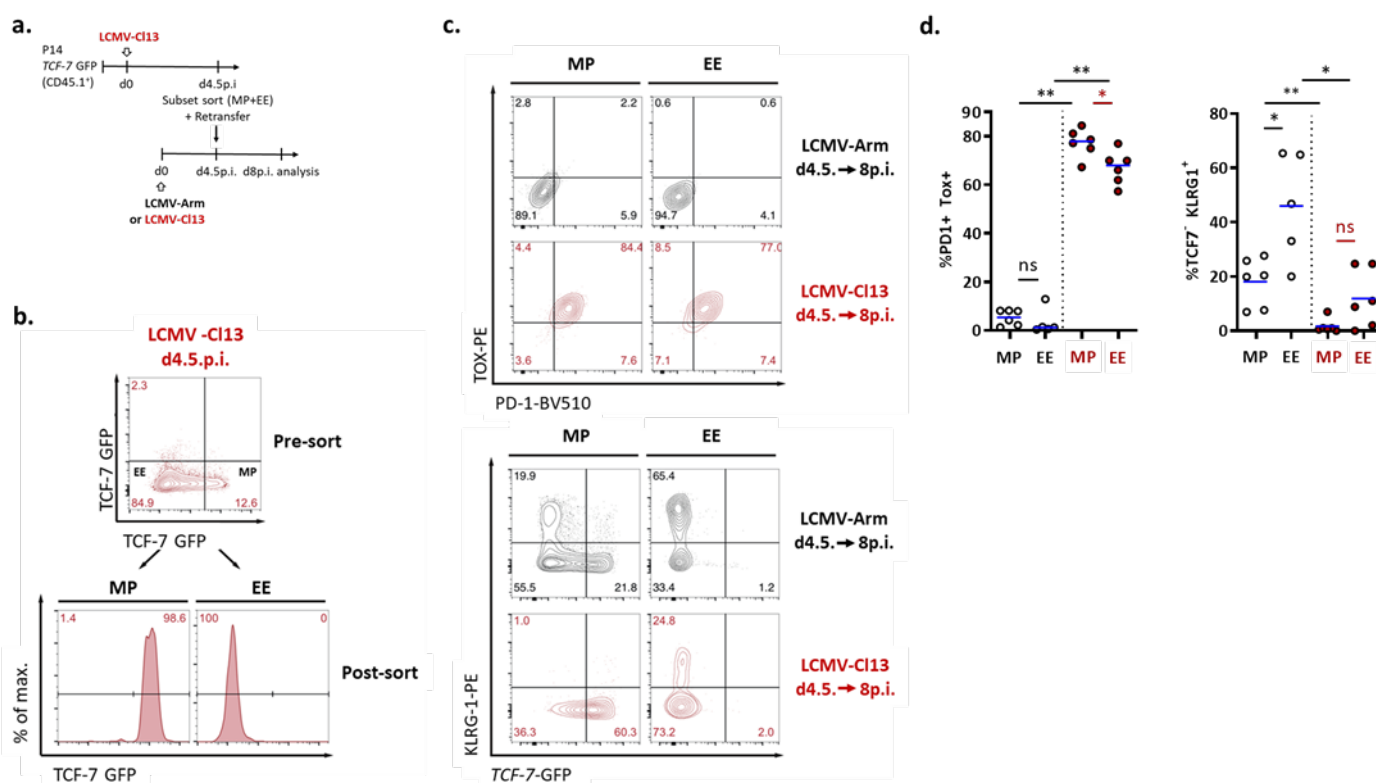 a.
LCMV-Cl13
P14
TCF-7 GFP
(CD45.1⁺)
d0
d4.5p.i
Subset sort (MP+EE)
+ Retransfer
d0
d4.5p.i.
d8p.i. analysis
LCMV-Arm
or LCMV-Cl13
b.
LCMV -Cl13
d4.5.p.i.
2.3
TCF-7 GFP
EE
MP
84.9
12.6
Pre-sort
TCF-7 GFP
MP
EE
1.4
98.6
100
0
% of max.
Post-sort
TCF-7 GFP
c.
MP
EE
2.8
2.2
0.6
0.6
LCMV-Arm
d4.5.→8p.i.
89.1
5.9
94.7
4.1
4.4
84.4
8.5
77.0
LCMV-Cl13
d4.5.→8p.i.
TOX-PE
3.6
7.6
7.1
7.4
PD-1-BV510
MP
EE
19.9
65.4
LCMV-Arm
d4.5.→8p.i.
55.5
21.8
33.4
1.2
1.0
24.8
LCMV-Cl13
d4.5.→8p.i.
KLRG-1-PE
36.3
60.3
73.2
2.0
TCF-7-GFP
d.
**
**
*
90
80
60
40
20
0
%PD1+ Tox+
ns
MP
EE
MP
EE
*
**
*
80
60
40
20
0
%TCF7⁻ KLRG1⁺
ns
MP
EE
MP
EE